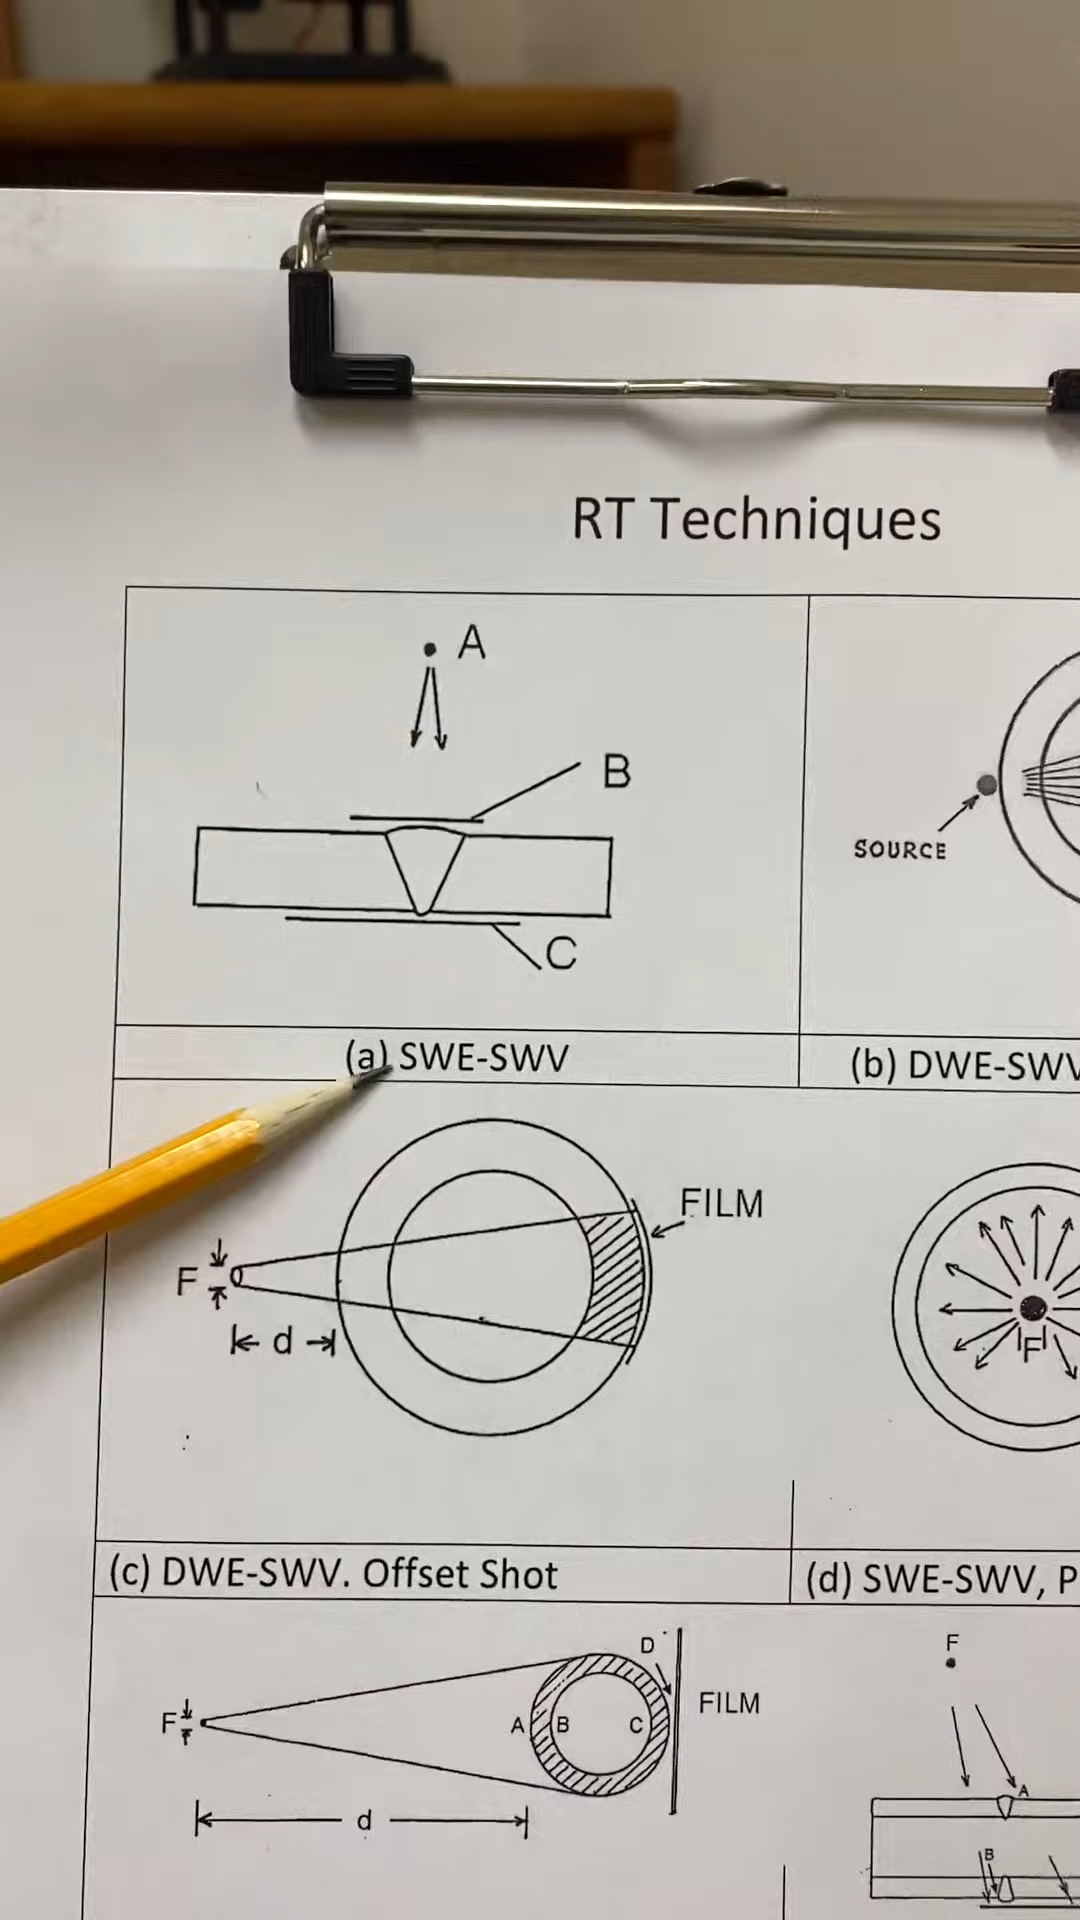 RT Techniques
A
B
C
SOURCE
(a) SWE-SWV
(b) DWE-SWV
FILM
F
d
F
(c) DWE-SWV. Offset Shot
(d) SWE-SWV, P
F
D
FILM
F
A
B
C
A
d
B